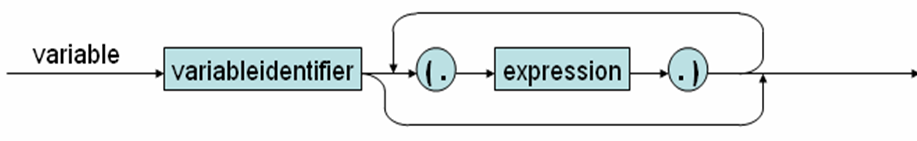 variable
variableidentifier
(.
expression
.)